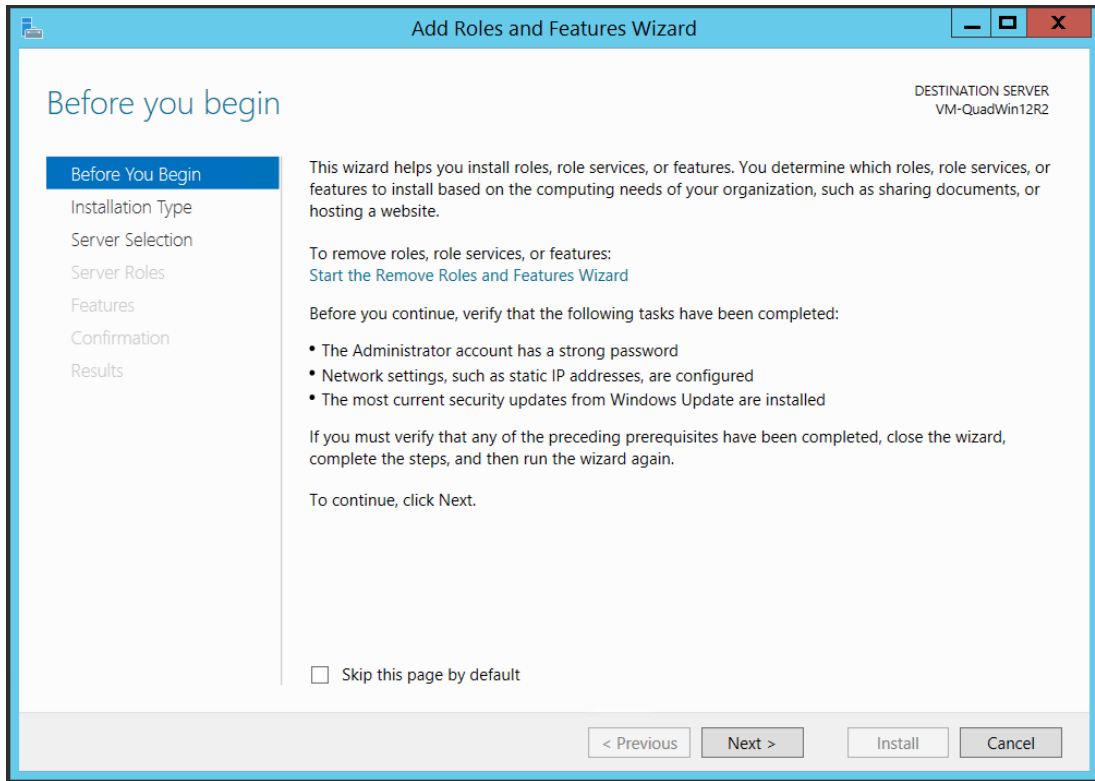 Add Roles and Features Wizard
Before you begin
DESTINATION SERVER
VM-QuadWin12R2
Before You Begin
Installation Type
Server Selection
Server Roles
Features
Confirmation
Results
This wizard helps you install roles, role services, or features. You determine which roles, role services, or
features to install based on the computing needs of your organization, such as sharing documents, or
hosting a website.
To remove roles, role services, or features:
Start the Remove Roles and Features Wizard
Before you continue, verify that the following tasks have been completed:
• The Administrator account has a strong password
• Network settings, such as static IP addresses, are configured
• The most current security updates from Windows Update are installed
If you must verify that any of the preceding prerequisites have been completed, close the wizard,
complete the steps, and then run the wizard again.
To continue, click Next.
Skip this page by default
< Previous
Next >
Install
Cancel